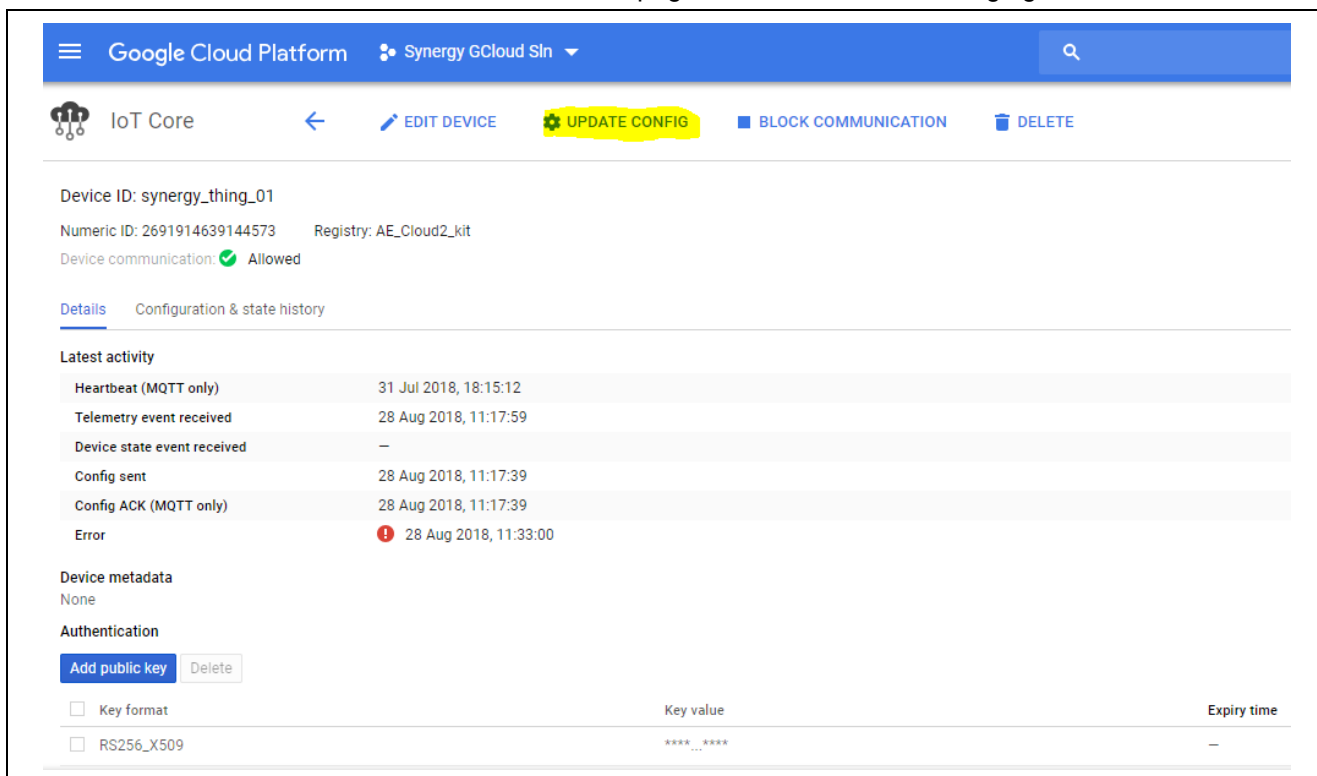 Google Cloud Platform Synergy GCloud Sln
IoT Core EDIT DEVICE UPDATE CONFIG BLOCK COMMUNICATION DELETE
Device ID: synergy_thing_01
Numeric ID: 2691914639144573 Registry: AE_Cloud2_kit
Device communication: Allowed
Details Configuration & state history
Latest activity
Heartbeat (MQTT only) 31 Jul 2018, 18:15:12
Telemetry event received 28 Aug 2018, 11:17:59
Device state event received –
Config sent 28 Aug 2018, 11:17:39
Config ACK (MQTT only) 28 Aug 2018, 11:17:39
Error 28 Aug 2018, 11:33:00
Device metadata
None
Authentication
Add public key Delete
Key format Key value Expiry time
RS256_X509 ****...**** –